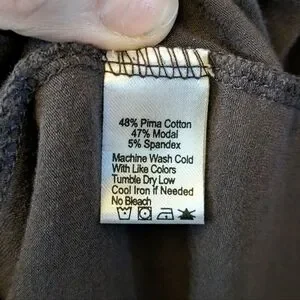 48% Pima Cotton
47% Modal
5% Spandex
Machine Wash Cold
With Like Colors
Tumble Dry Low
Cool Iron if Needed
No Bleach